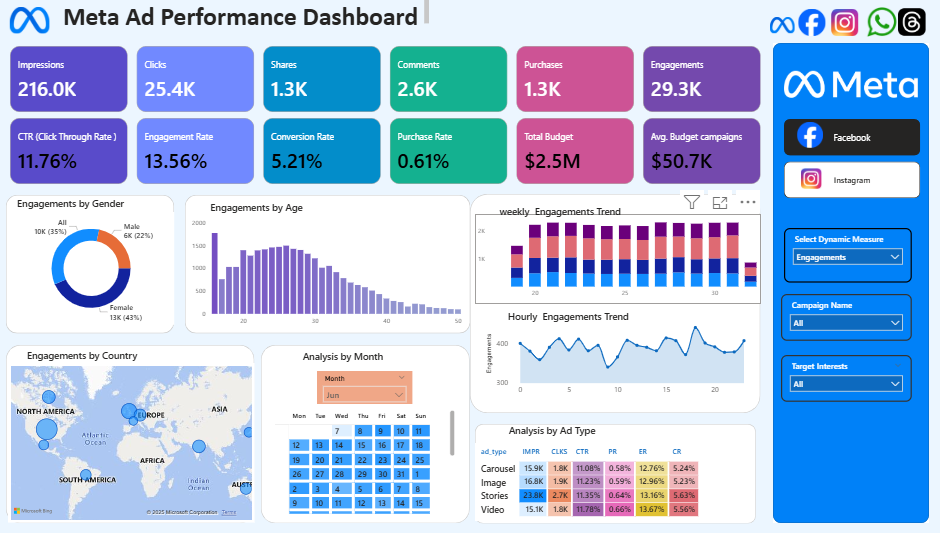 Meta Ad Performance Dashboard
Impressions
216.0K
Clicks
25.4K
Shares
1.3K
Comments
2.6K
Purchases
1.3K
Engagements
29.3K
CTR (Click Through Rate )
11.76%
Engagement Rate
13.56%
Conversion Rate
5.21%
Purchase Rate
0.61%
Total Budget
$2.5M
Avg. Budget campaigns
$50.7K
Meta
Facebook
Instagram
Select Dynamic Measure
Engagements
Campaign Name
All
Target Interests
All
Engagements by Gender
All
10K (35%)
Male
6K (22%)
Female
13K (43%)
Engagements by Age
2000
1500
1000
500
0
20
30
40
50
weekly Engagements Trend
2K
1K
20
25
30
Hourly Engagements Trend
Engagements
400
300
0
5
10
15
20
Engagements by Country
NORTH AMERICA
EUROPE
ASIA
Atlantic
Ocean
AFRICA
SOUTH AMERICA
Indian
Ocean
AUSTR
Microsoft Bing
© 2025 Microsoft Corporation Terms
Analysis by Month
Month
Jun
Mon Tue Wed Thu Fri Sat Sun
7 8 9 10 11
12 13 14 15 16 17 18
19 20 21 22 23 24 25
26 27 28 29 30 31 1
2 3 4 5 6 7 8
9 10 11 12 13 14 15
Analysis by Ad Type
ad_type IMPR CLKS CTR PR ER CR
Carousel 15.9K 1.8K 11.08% 0.58% 12.76% 5.24%
Image 16.8K 1.9K 11.23% 0.59% 12.96% 5.23%
Stories 23.8K 2.7K 11.35% 0.64% 13.16% 5.63%
Video 15.1K 1.8K 11.78% 0.66% 13.67% 5.56%